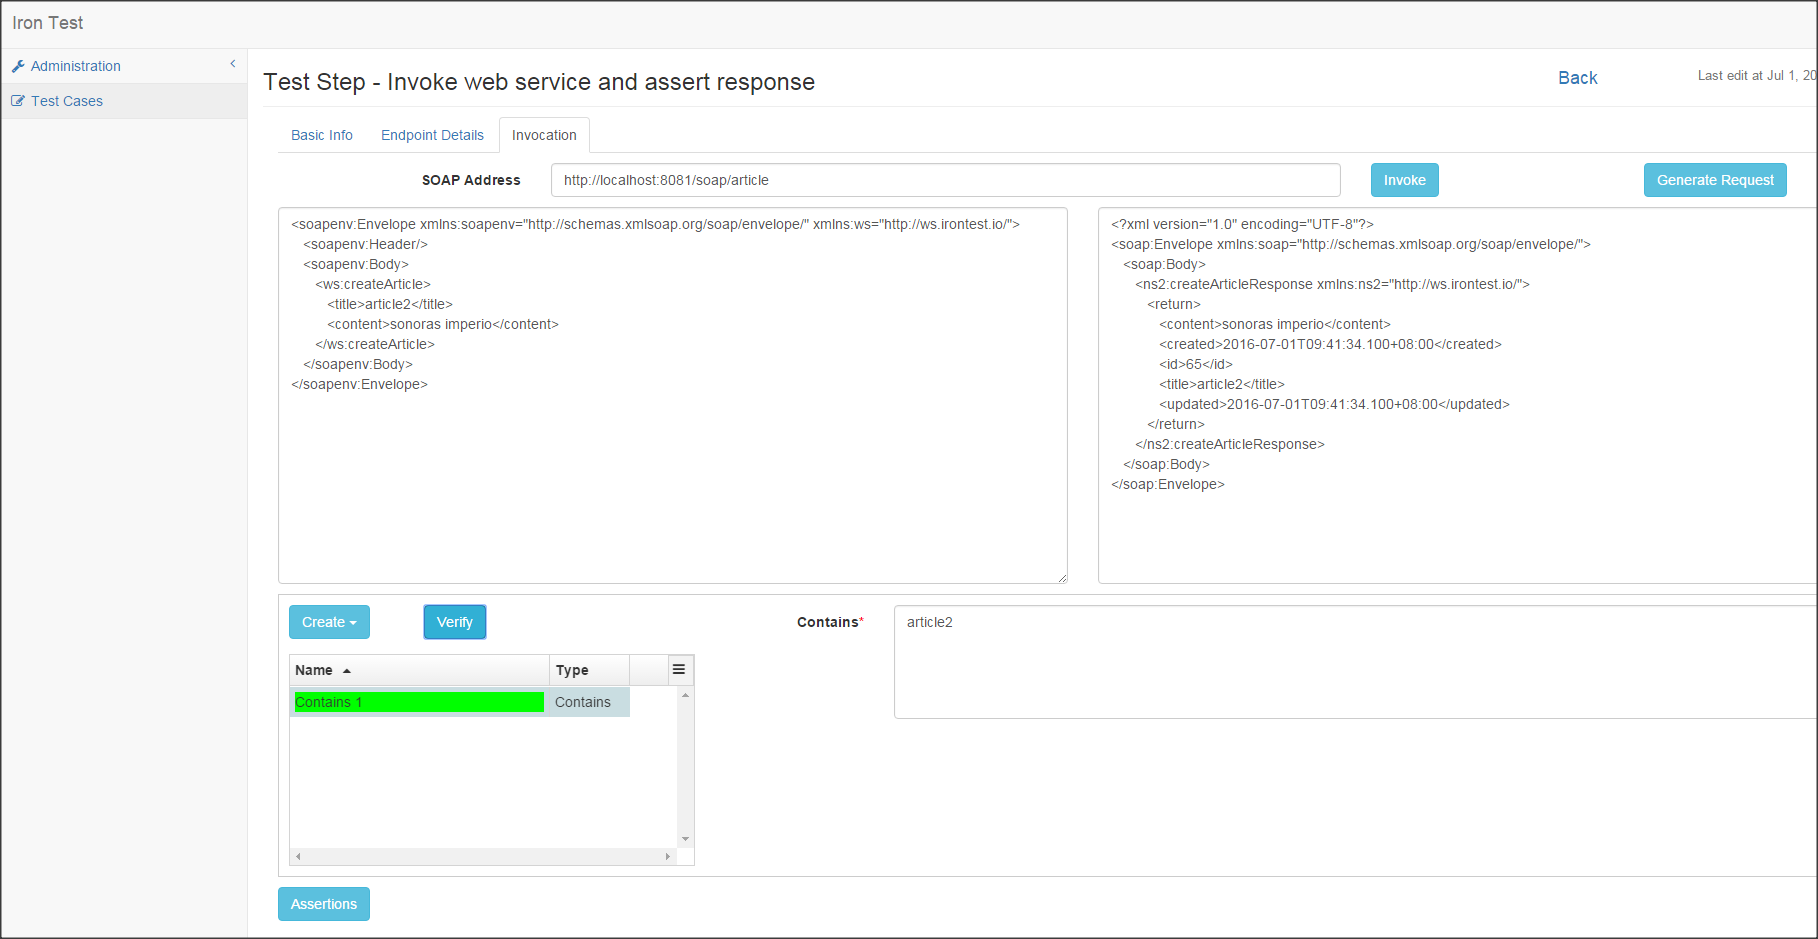 Iron Test
Administration
Test Cases
Test Step - Invoke web service and assert response
Back
Last edit at Jul 1, 20
Basic Info
Endpoint Details
Invocation
SOAP Address
http://localhost:8081/soap/article
Invoke
Generate Request
<soapenv:Envelope xmlns:soapenv="http://schemas.xmlsoap.org/soap/envelope/" xmlns:ws="http://ws.irontest.io/">
<soapenv:Header/>
<soapenv:Body>
<ws:createArticle>
<title>article2</title>
<content>sonoras imperio</content>
</ws:createArticle>
</soapenv:Body>
</soapenv:Envelope>
<?xml version="1.0" encoding="UTF-8"?>
<soap:Envelope xmlns:soap="http://schemas.xmlsoap.org/soap/envelope/">
<soap:Body>
<ns2:createArticleResponse xmlns:ns2="http://ws.irontest.io/">
<return>
<content>sonoras imperio</content>
<created>2016-07-01T09:41:34.100+08:00</created>
<id>65</id>
<title>article2</title>
<updated>2016-07-01T09:41:34.100+08:00</updated>
</return>
</ns2:createArticleResponse>
</soap:Body>
</soap:Envelope>
Create
Verify
Contains*
article2
Name
Type
Contains 1
Contains
Assertions